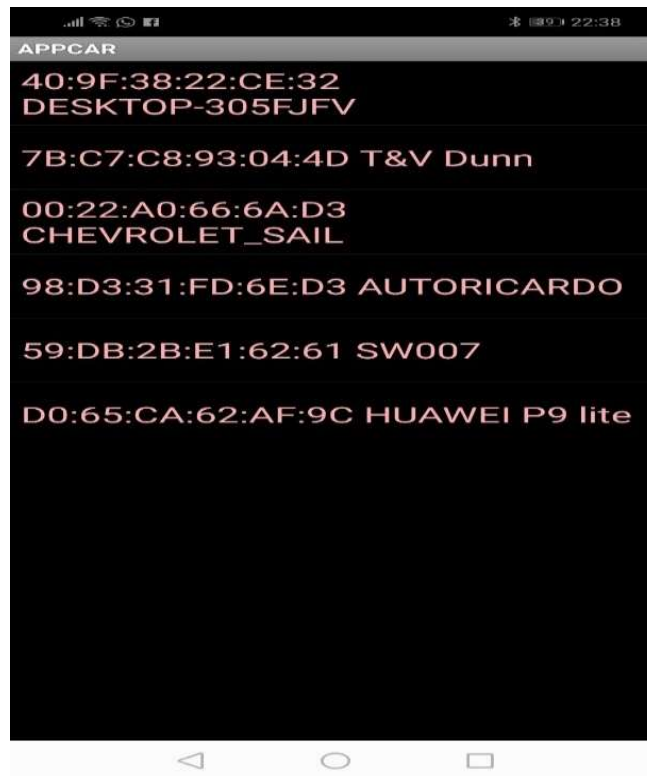 22:38
APPCAR
40:9F:38:22:CE:32
DESKTOP-305FJFV
7B:C7:C8:93:04:4D T&V Dunn
00:22:A0:66:6A:D3
CHEVROLET_SAIL
98:D3:31:FD:6E:D3 AUTORICARDO
59:DB:2B:E1:62:61 SW007
D0:65:CA:62:AF:9C HUAWEI P9 lite